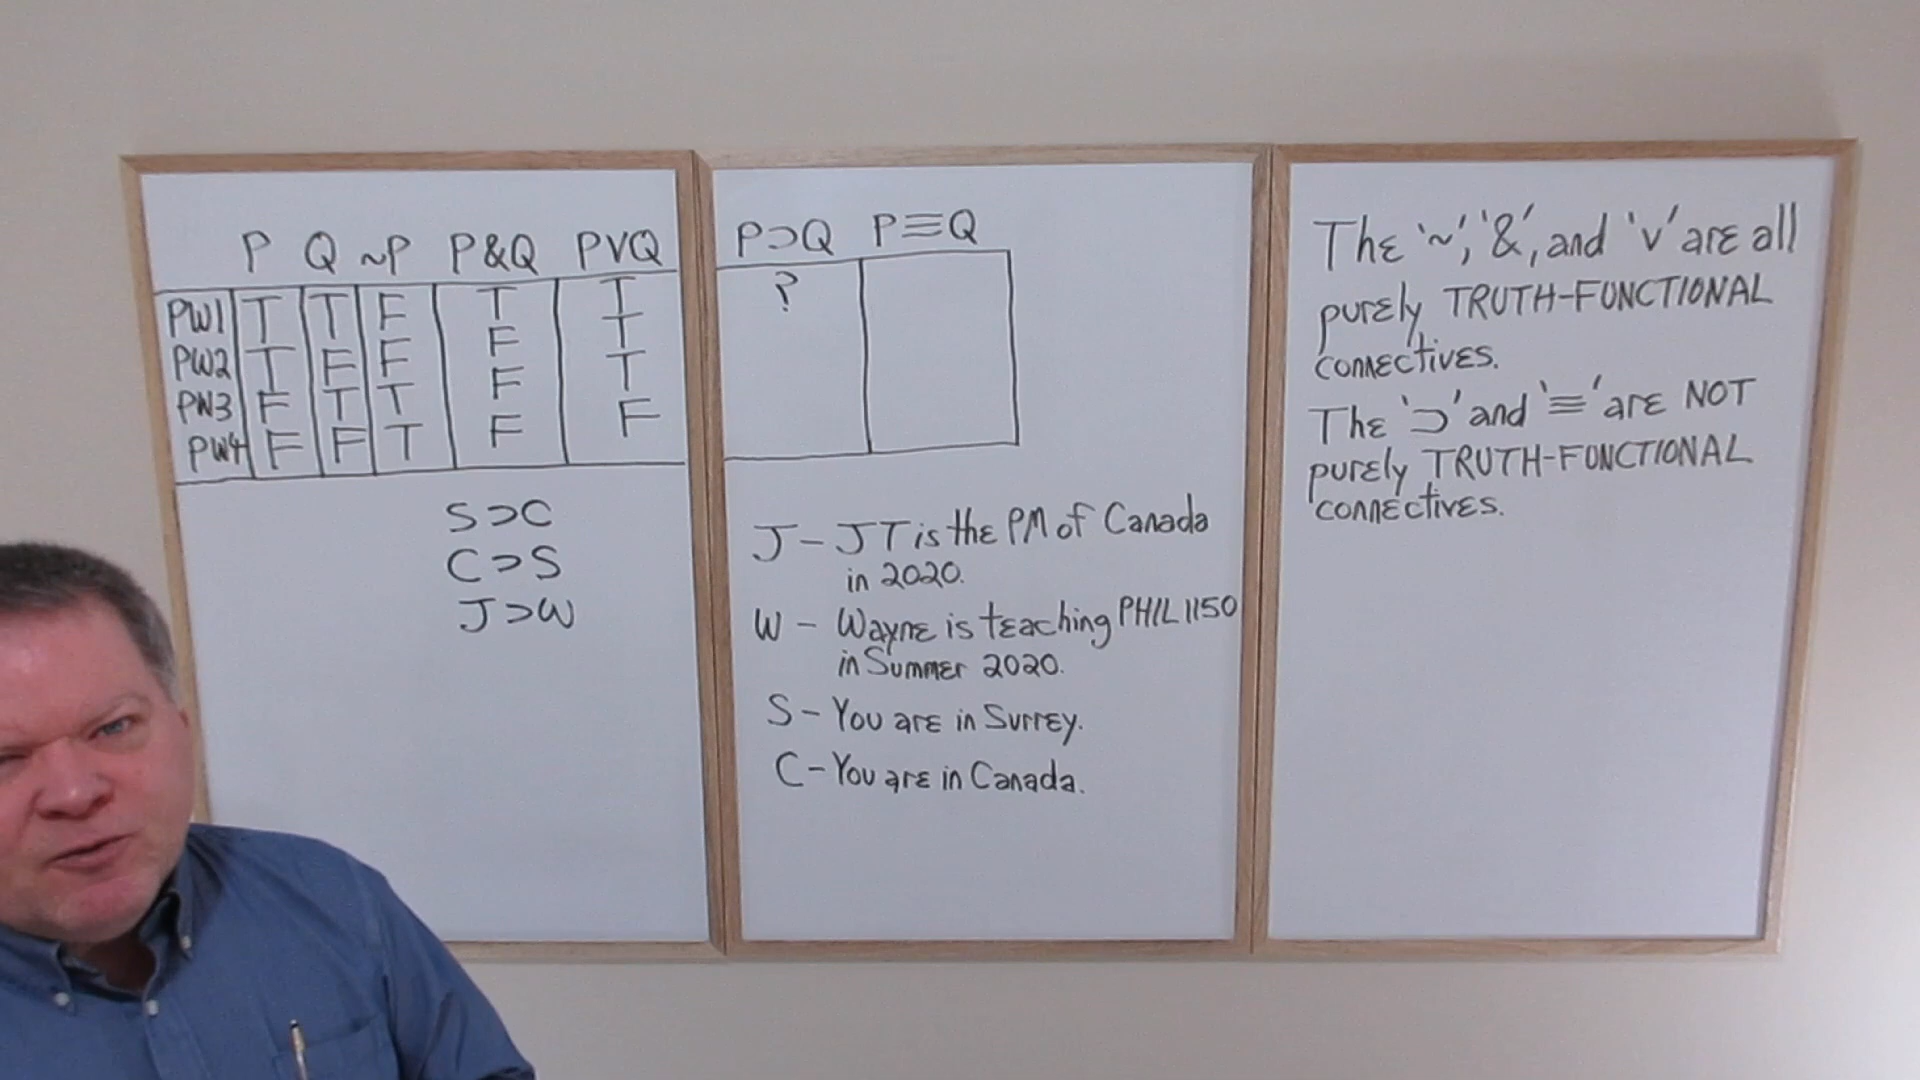 P Q ~P P&Q PVQ
PW1 T T F T T
PW2 T F F F T
PW3 F T T F T
PW4 F F T F F
S⊃C
C⊃S
J⊃W
P⊃Q P≡Q
?
J – JT is the PM of Canada
in 2020.
W – Wayne is teaching PHIL 1150
in Summer 2020.
S – You are in Surrey.
C – You are in Canada.
The '~', '&', and 'v' are all
purely TRUTH-FUNCTIONAL
connectives.
The '⊃' and '≡' are NOT
purely TRUTH-FUNCTIONAL
connectives.